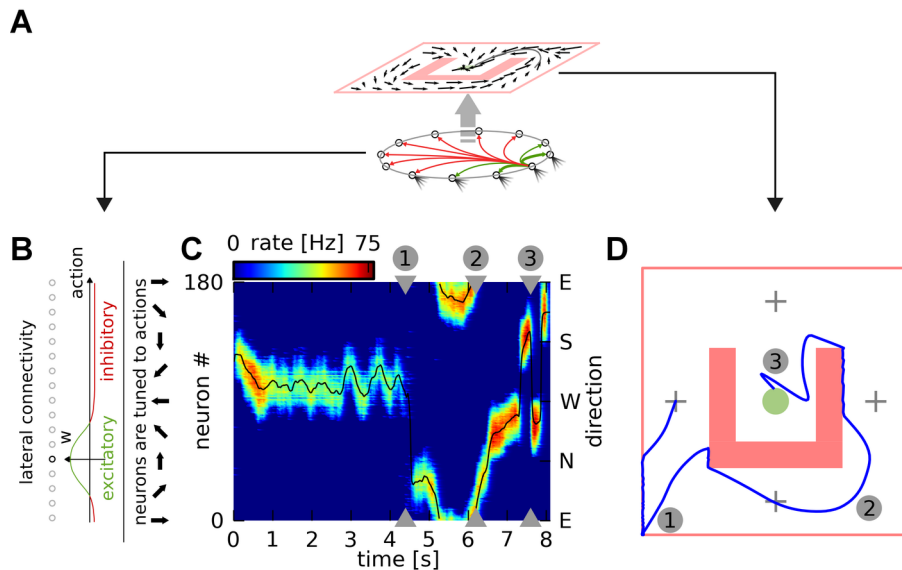 A
B
action
lateral connectivity
w
inhibitory
excitatory
neurons are tuned to actions
C
0 rate [Hz] 75
1
2
3
180
neuron #
0
0 1 2 3 4 5 6 7 8
time [s]
E
S
W
N
E
direction
D
3
1
2